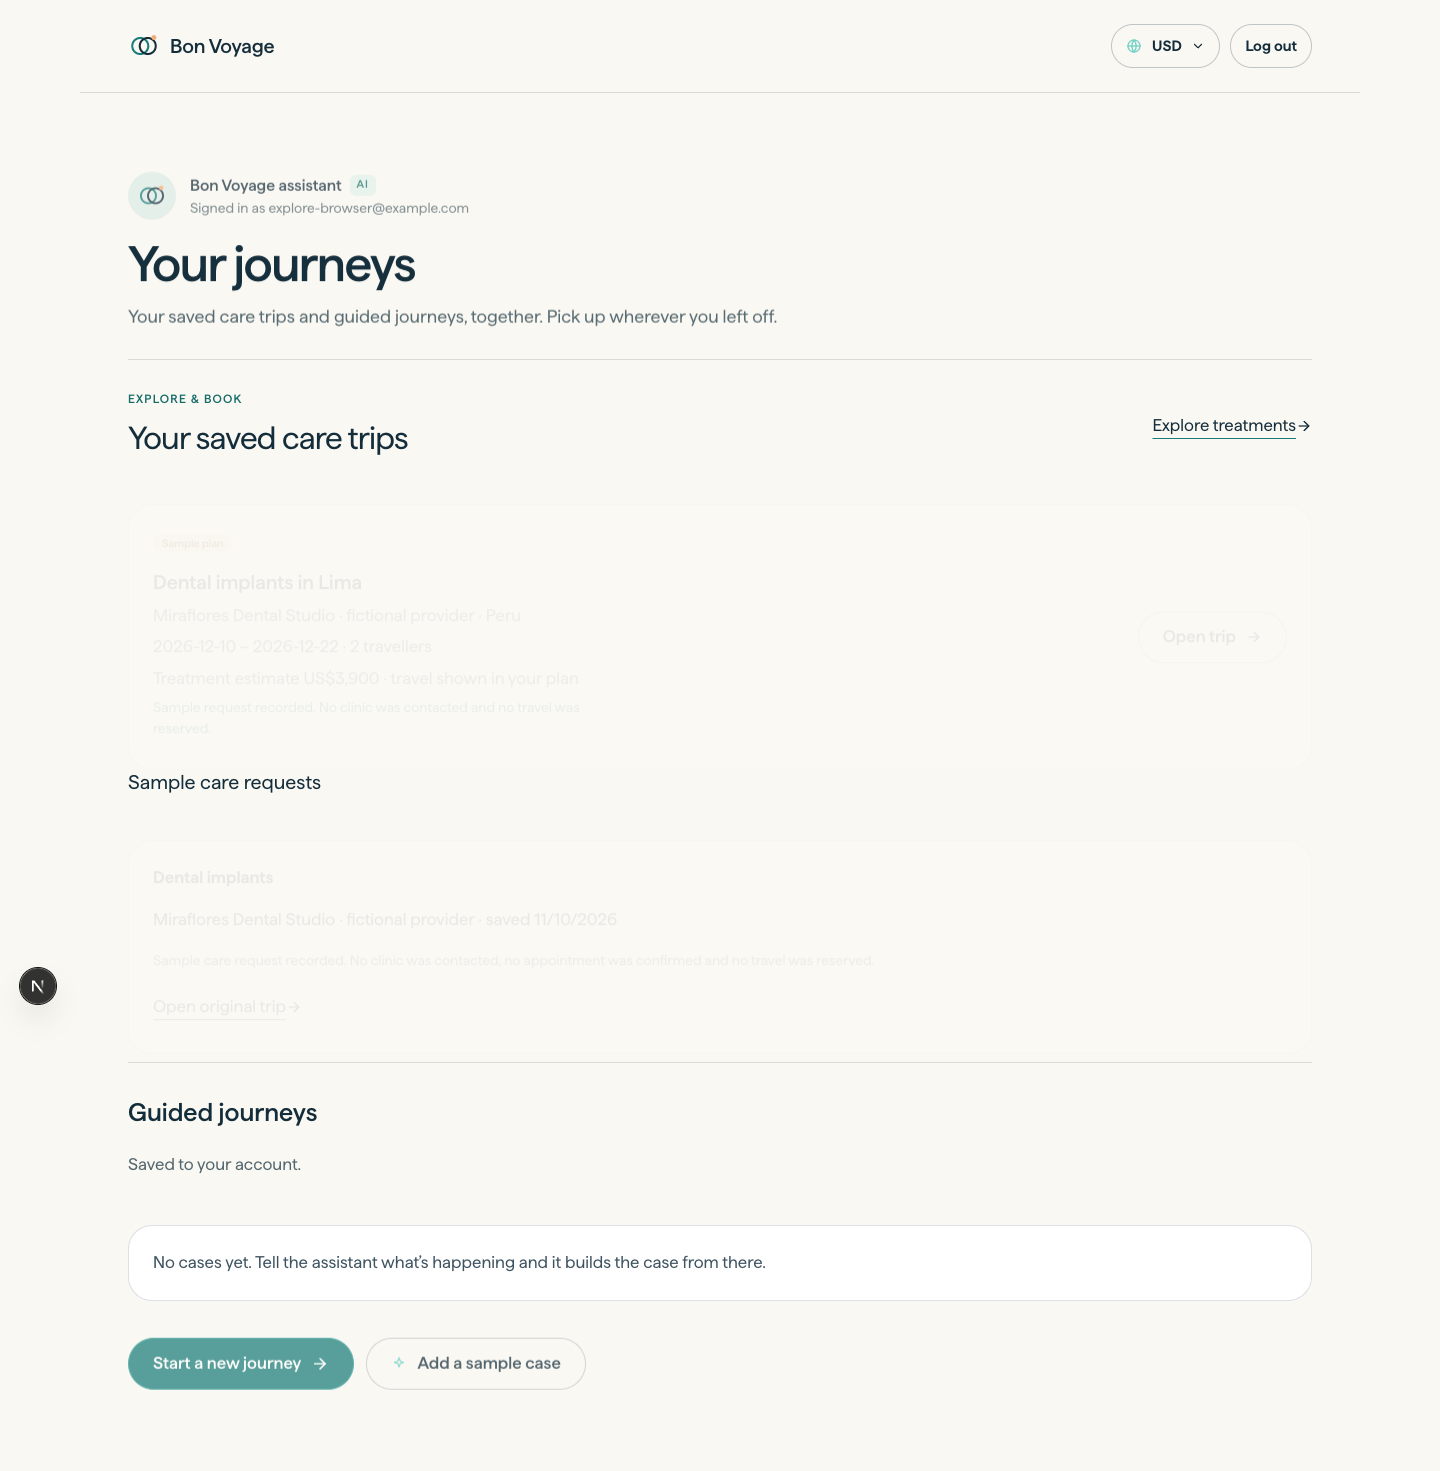 Bon Voyage
USD
Log out
Bon Voyage assistant AI
Signed in as explore-browser@example.com
Your journeys
Your saved care trips and guided journeys, together. Pick up wherever you left off.
EXPLORE & BOOK
Your saved care trips
Explore treatments →
Sample plan
Dental implants in Lima
Miraflores Dental Studio · fictional provider · Peru
2026-12-10 – 2026-12-22 · 2 travellers
Treatment estimate US$3,900 · travel shown in your plan
Sample request recorded. No clinic was contacted and no travel was
reserved.
Open trip →
Sample care requests
Dental implants
Miraflores Dental Studio · fictional provider · saved 11/10/2026
Sample care request recorded. No clinic was contacted, no appointment was confirmed and no travel was reserved.
Open original trip →
N
Guided journeys
Saved to your account.
No cases yet. Tell the assistant what’s happening and it builds the case from there.
Start a new journey →
Add a sample case